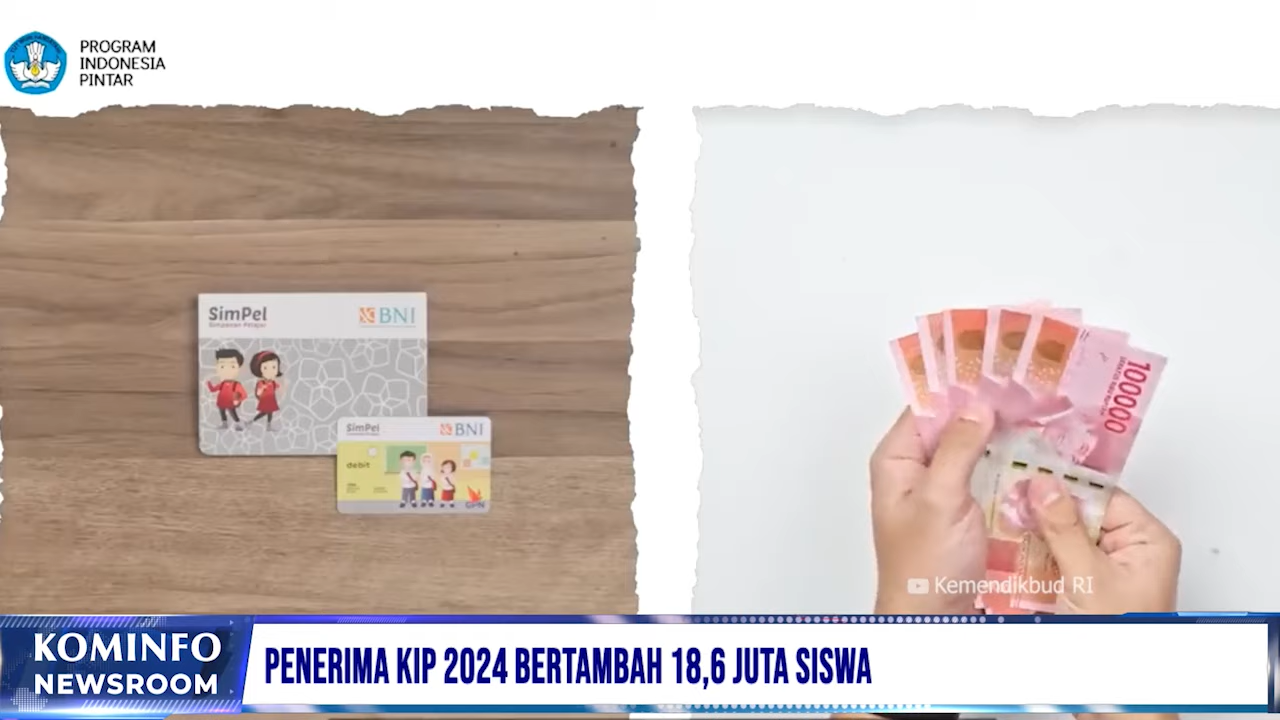 PROGRAM
INDONESIA
PINTAR
SimPel
Simpanan Pelajar
BNI
SimPel
BNI
debit
GPN
100000
Kemendikbud RI
KOMINFO
NEWSROOM
PENERIMA KIP 2024 BERTAMBAH 18,6 JUTA SISWA